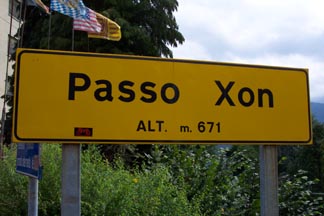 Passo Xon
ALT. m. 671